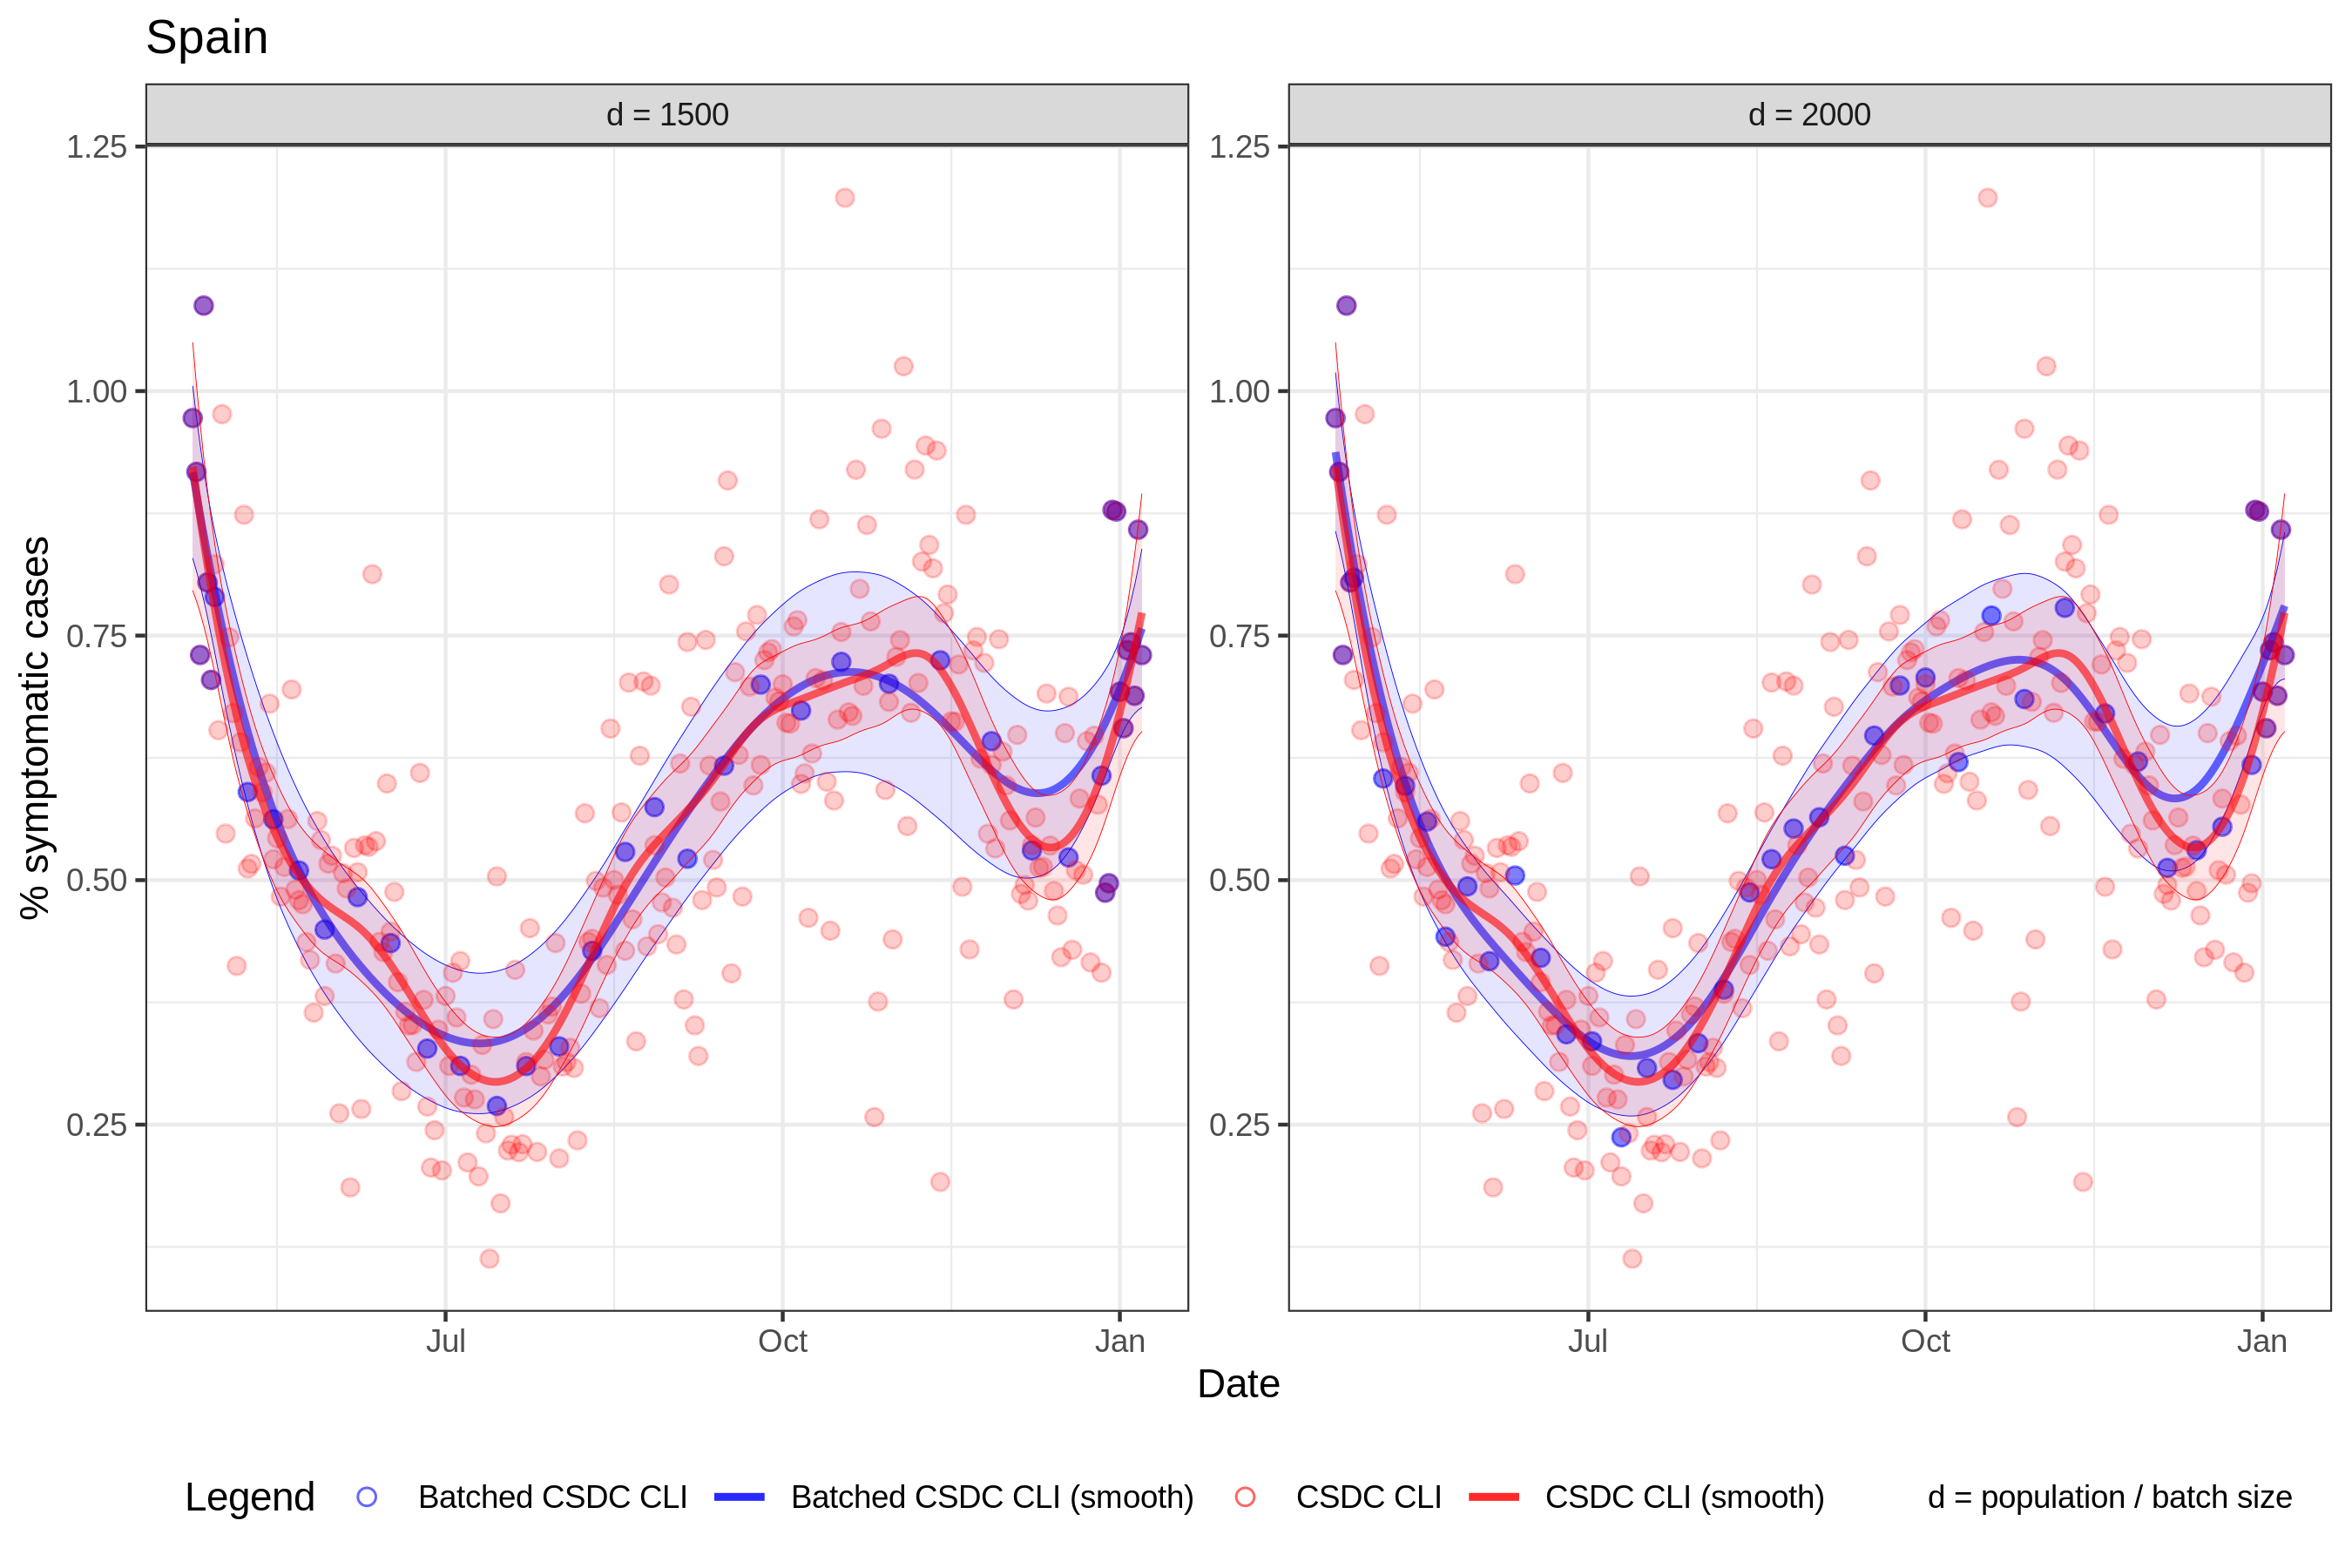 Spain
d = 1500
d = 2000
% symptomatic cases
1.25
1.00
0.75
0.50
0.25
1.25
1.00
0.75
0.50
0.25
Jul
Oct
Jan
Jul
Oct
Jan
Date
Legend
Batched CSDC CLI
Batched CSDC CLI (smooth)
CSDC CLI
CSDC CLI (smooth)
d = population / batch size